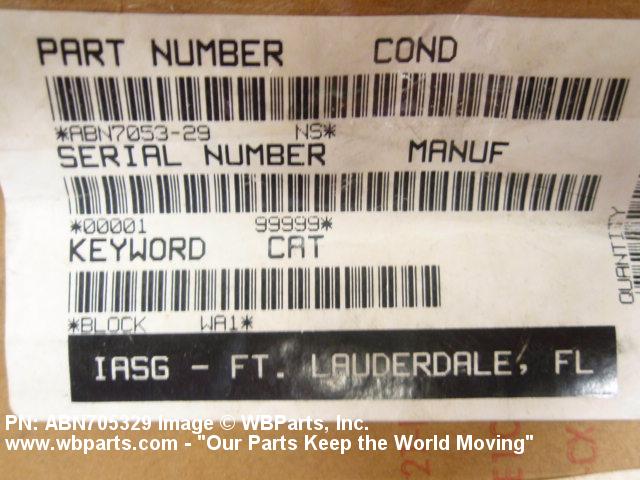 PART NUMBER COND
*ABN7053-29 NS*
SERIAL NUMBER MANUF
*00001 99999*
KEYWORD CAT
*BLOCK WA1*
IASG - FT. LAUDERDALE, FL
QUANTITY
PN: ABN705329 Image © WBParts, Inc.
www.wbparts.com - "Our Parts Keep the World Moving"